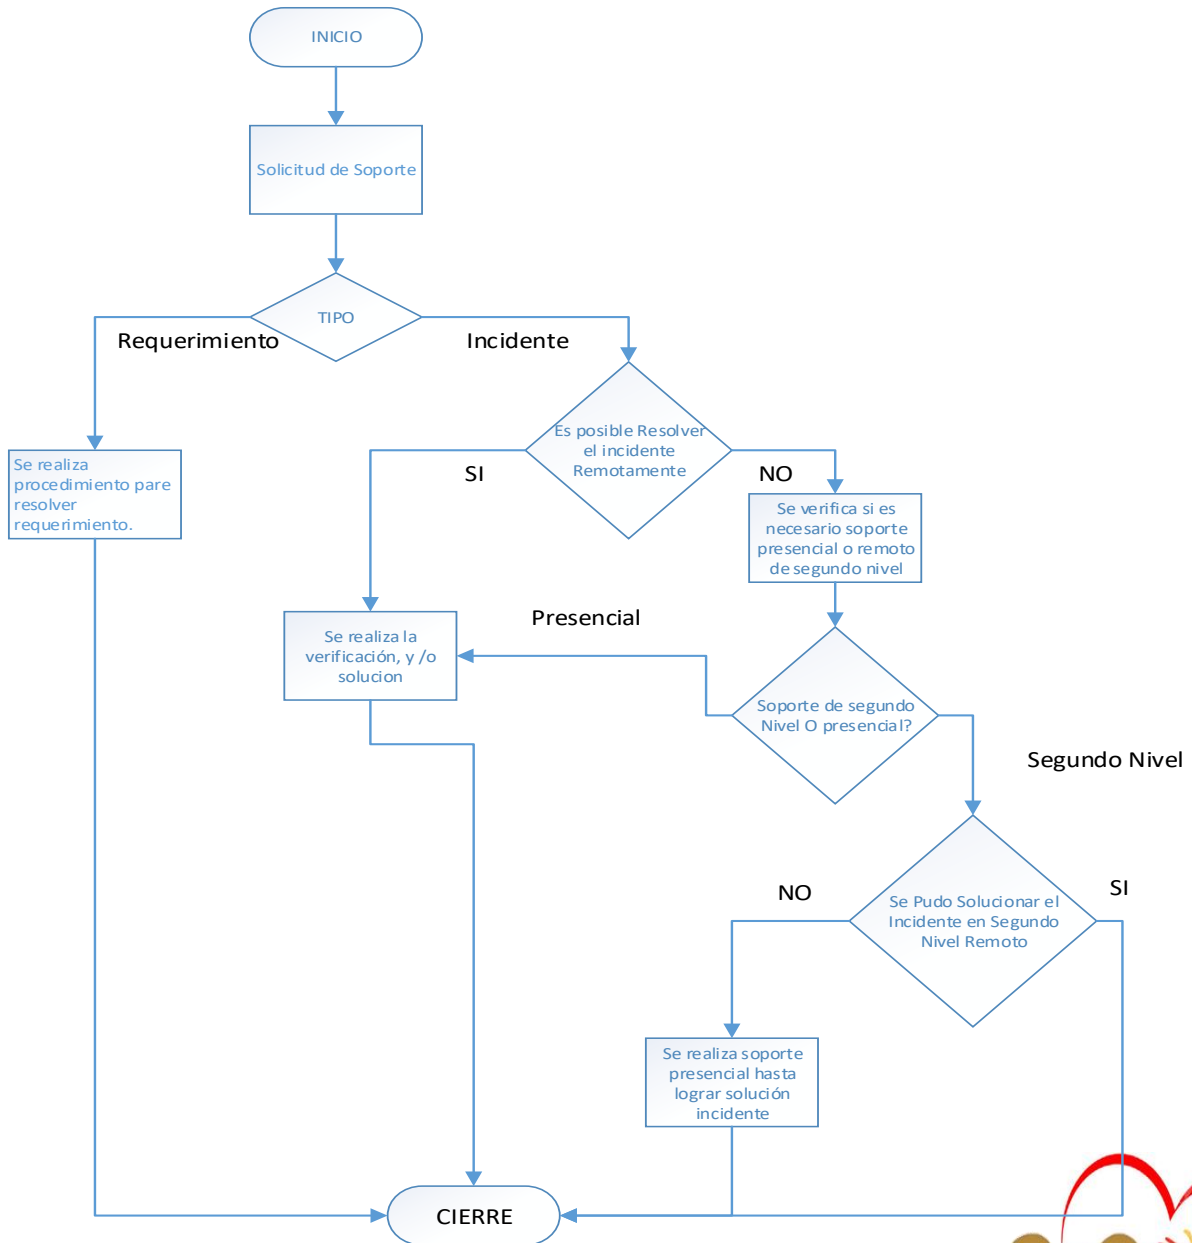 INICIO
Solicitud de Soporte
TIPO
Requerimiento
Incidente
Se realiza
procedimiento pare
resolver
requerimiento.
Es posible Resolver
el incidente
Remotamente
SI
NO
Se verifica si es
necesario soporte
presencial o remoto
de segundo nivel
Presencial
Se realiza la
verificación, y /o
solucion
Soporte de segundo
Nivel O presencial?
Segundo Nivel
Se Pudo Solucionar el
Incidente en Segundo
Nivel Remoto
NO
SI
Se realiza soporte
presencial hasta
lograr solución
incidente
CIERRE